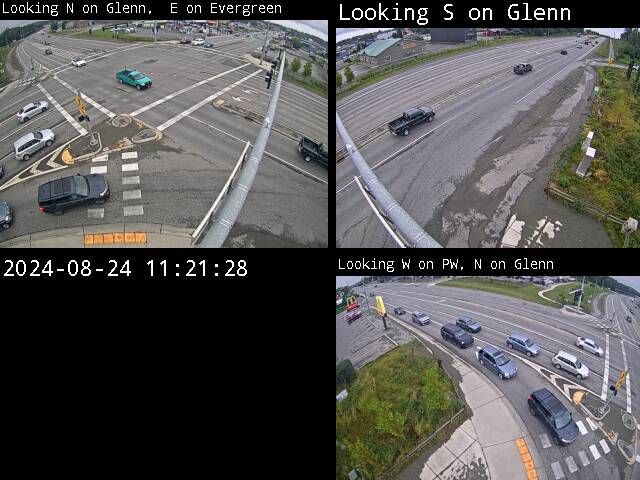 Looking N on Glenn, E on Evergreen
Looking S on Glenn
2024-08-24 11:21:28
Looking W on PW, N on Glenn